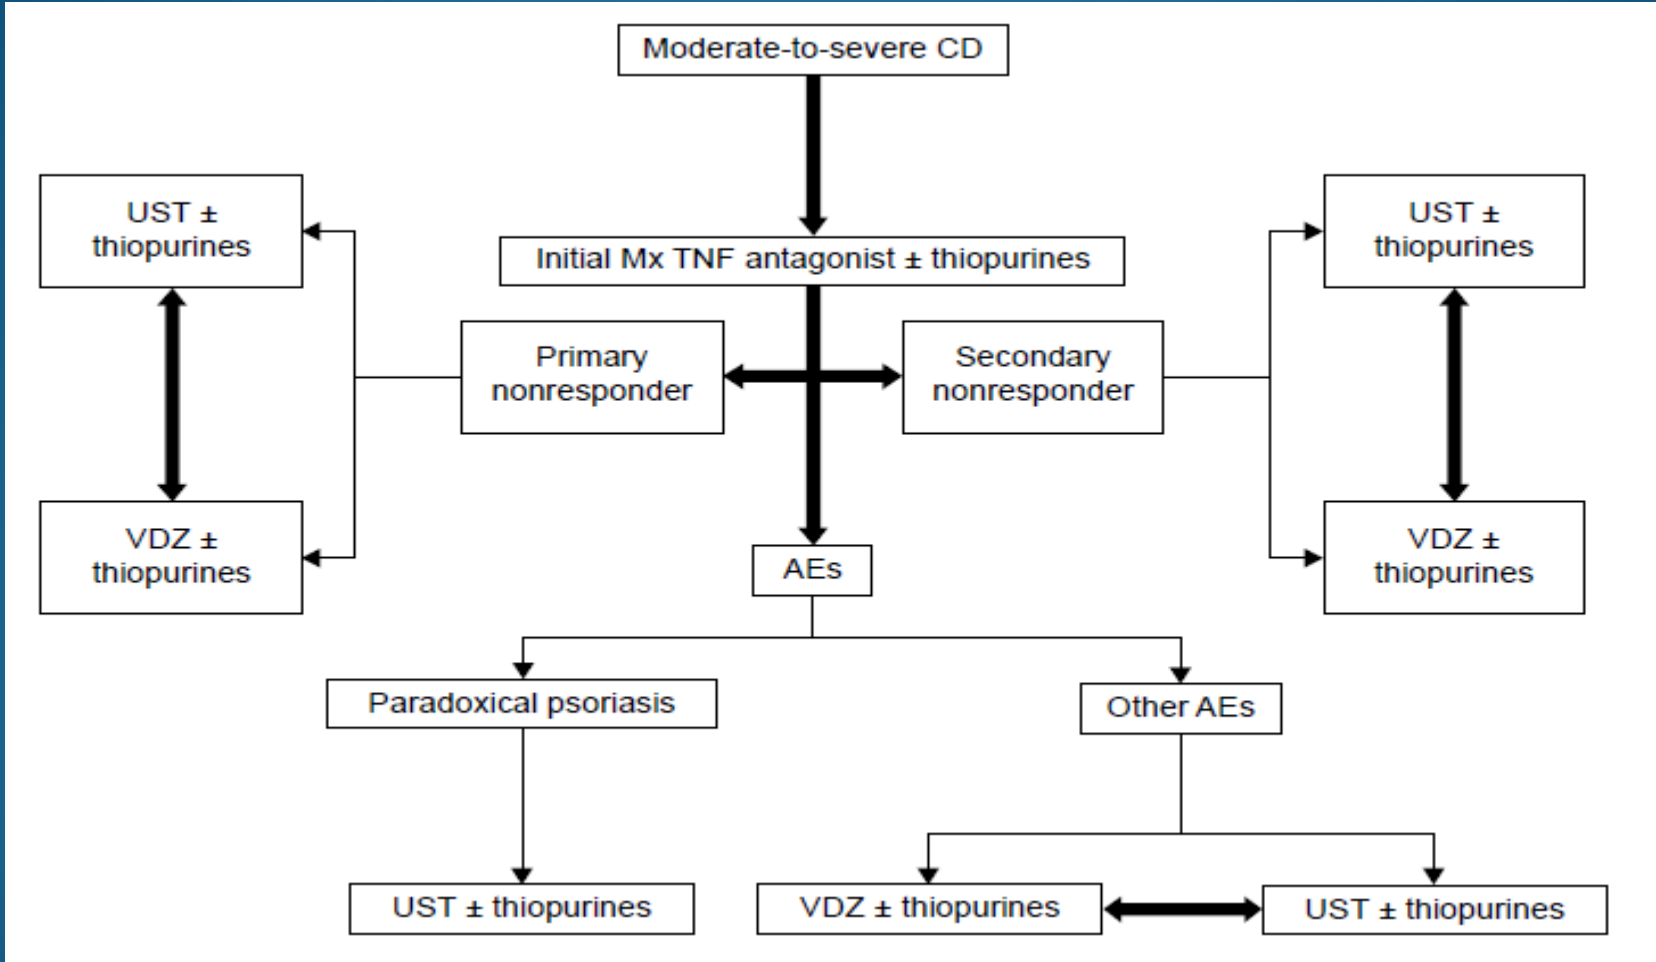 Moderate-to-severe CD
UST ±
thiopurines
UST ±
thiopurines
Initial Mx TNF antagonist ± thiopurines
Primary
nonresponder
Secondary
nonresponder
VDZ ±
thiopurines
VDZ ±
thiopurines
AEs
Paradoxical psoriasis
Other AEs
UST ± thiopurines
VDZ ± thiopurines
UST ± thiopurines